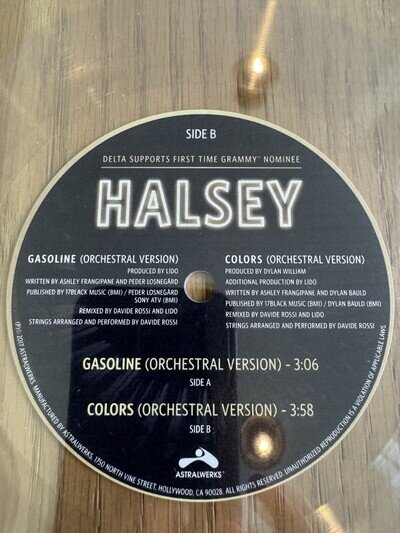 SIDE B
DELTA SUPPORTS FIRST TIME GRAMMY® NOMINEE
HALSEY
GASOLINE (ORCHESTRAL VERSION)
PRODUCED BY LIDO
WRITTEN BY ASHLEY FRANGIPANE AND PEDER LOSNEGÅRD
PUBLISHED BY 17BLACK MUSIC (BMI) / PEDER LOSNEGÅRD
SONY ATV (BMI)
REMIXED BY DAVIDE ROSSI AND LIDO
STRINGS ARRANGED AND PERFORMED BY DAVIDE ROSSI
COLORS (ORCHESTRAL VERSION)
PRODUCED BY DYLAN WILLIAM
ADDITIONAL PRODUCTION BY LIDO
WRITTEN BY ASHLEY FRANGIPANE AND DYLAN BAULD
PUBLISHED BY 17BLACK MUSIC (BMI) / DYLAN BAULD (BMI)
REMIXED BY DAVIDE ROSSI AND LIDO
STRINGS ARRANGED AND PERFORMED BY DAVIDE ROSSI
GASOLINE (ORCHESTRAL VERSION) - 3:06
SIDE A
COLORS (ORCHESTRAL VERSION) - 3:58
SIDE B
ASTRALWERKS®
2017 ASTRALWERKS. MANUFACTURED BY ASTRALWERKS, 1750 NORTH VINE STREET, HOLLYWOOD, CA 90028. ALL RIGHTS RESERVED. UNAUTHORIZED REPRODUCTION IS A VIOLATION OF APPLICABLE LAWS.